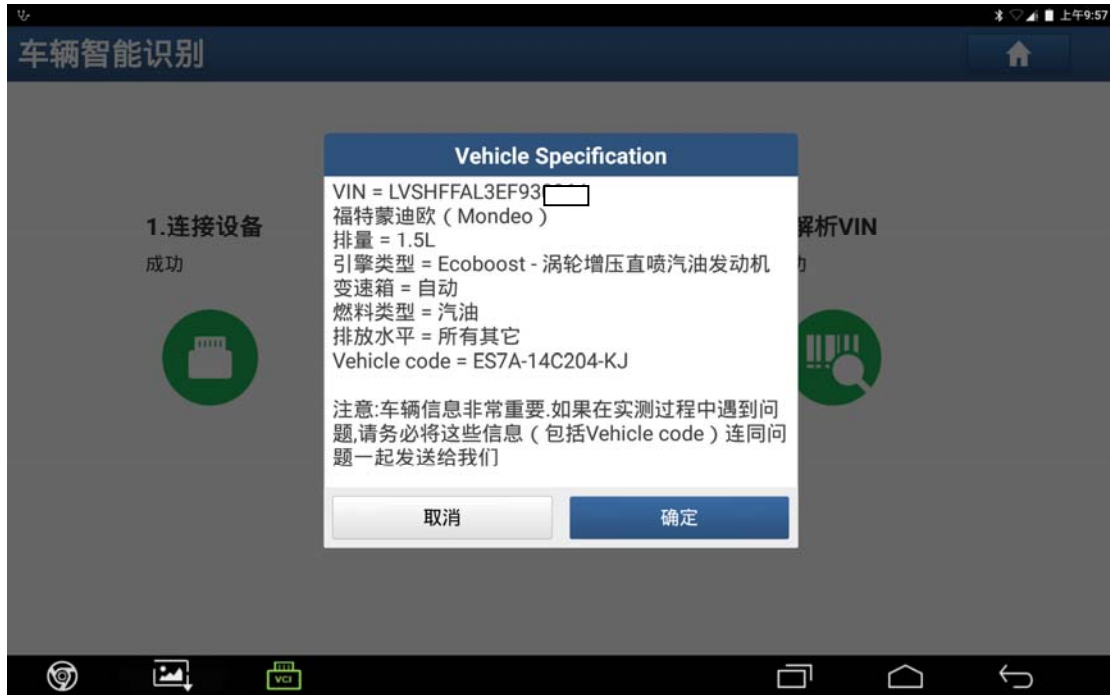 上午9:57
车辆智能识别
Vehicle Specification
VIN = LVSHFFAL3EF93
福特蒙迪欧（Mondeo）
排量 = 1.5L
引擎类型 = Ecoboost - 涡轮增压直喷汽油发动机
变速箱 = 自动
燃料类型 = 汽油
排放水平 = 所有其它
Vehicle code = ES7A-14C204-KJ
注意:车辆信息非常重要.如果在实测过程中遇到问
题,请务必将这些信息（包括Vehicle code）连同问
题一起发送给我们
取消
确定
1.连接设备
成功
解析VIN
VCI